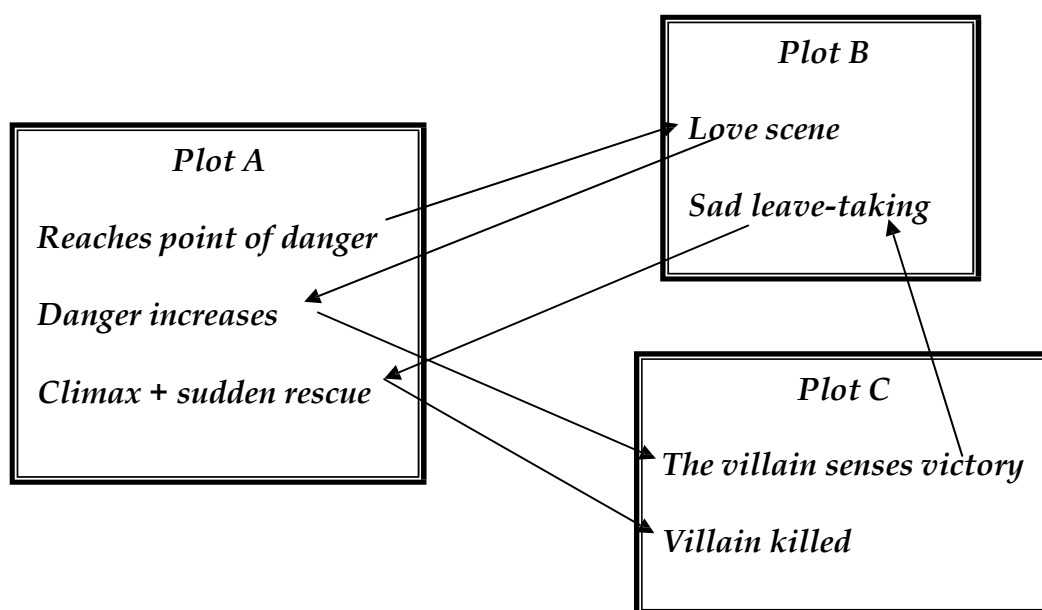 Plot A
Reaches point of danger
Danger increases
Climax + sudden rescue
Plot B
Love scene
Sad leave-taking
Plot C
The villain senses victory
Villain killed